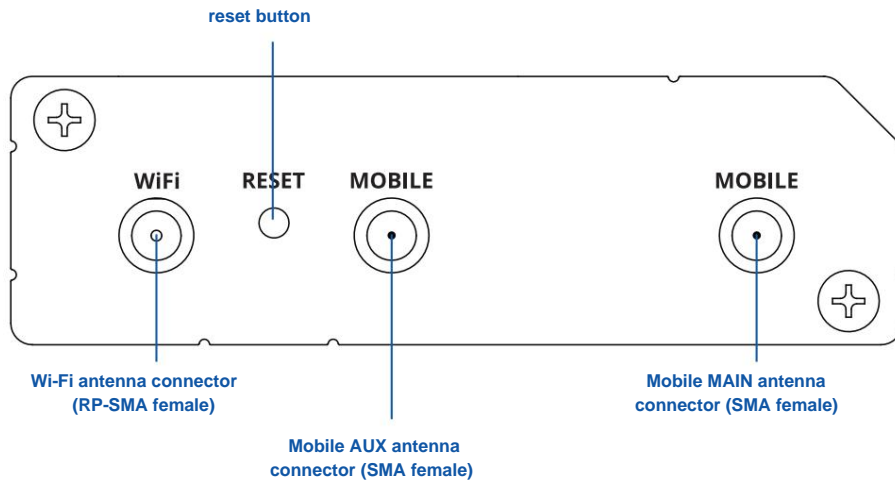 reset button
WiFi RESET MOBILE MOBILE
Wi-Fi antenna connector
(RP-SMA female)
Mobile MAIN antenna
connector (SMA female)
Mobile AUX antenna
connector (SMA female)